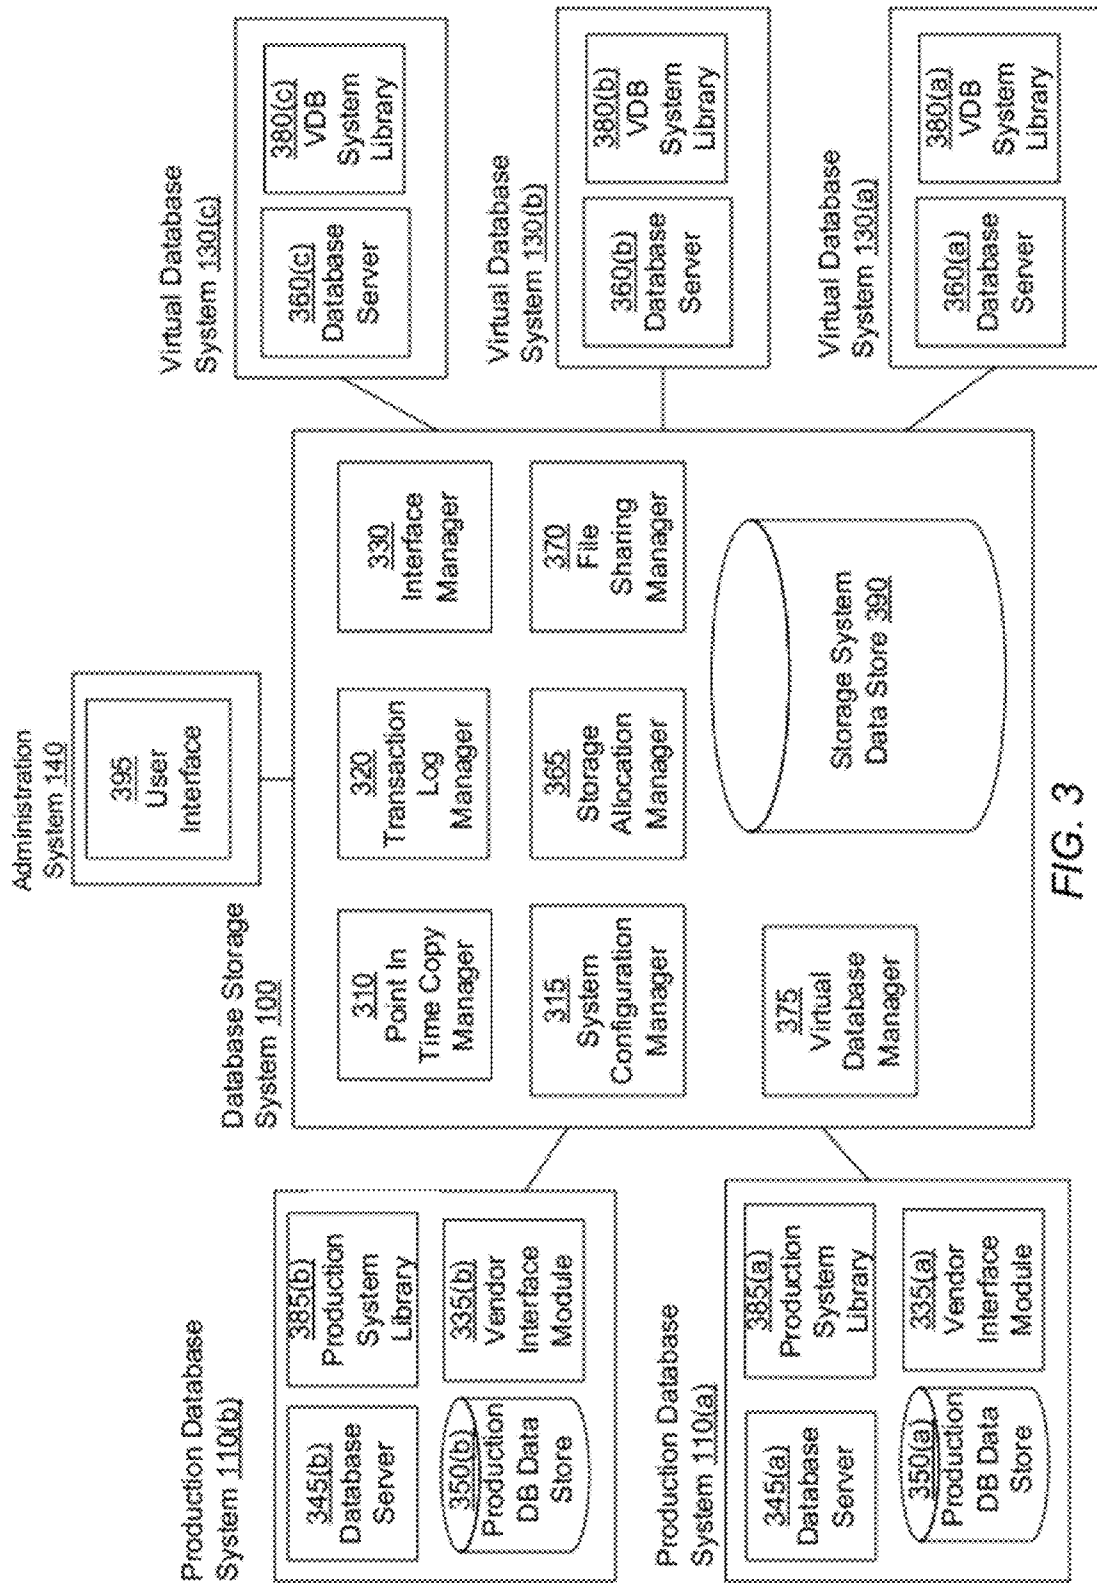 Administration
System 140
395
User
Interface
Production Database
System 110(b)
345(b)
Database
Server
385(b)
Production
System
Library
350(b)
Production
DB Data
Store
335(b)
Vendor
Interface
Module
Production Database
System 110(a)
345(a)
Database
Server
385(a)
Production
System
Library
350(a)
Production
DB Data
Store
335(a)
Vendor
Interface
Module
Database Storage
System 100
310
Point In
Time Copy
Manager
320
Transaction
Log
Manager
330
Interface
Manager
315
System
Configuration
Manager
365
Storage
Allocation
Manager
370
File
Sharing
Manager
375
Virtual
Database
Manager
Storage System
Data Store 390
Virtual Database
System 130(c)
360(c)
Database
Server
380(c)
VDB
System
Library
Virtual Database
System 130(b)
360(b)
Database
Server
380(b)
VDB
System
Library
Virtual Database
System 130(a)
360(a)
Database
Server
380(a)
VDB
System
Library
FIG. 3